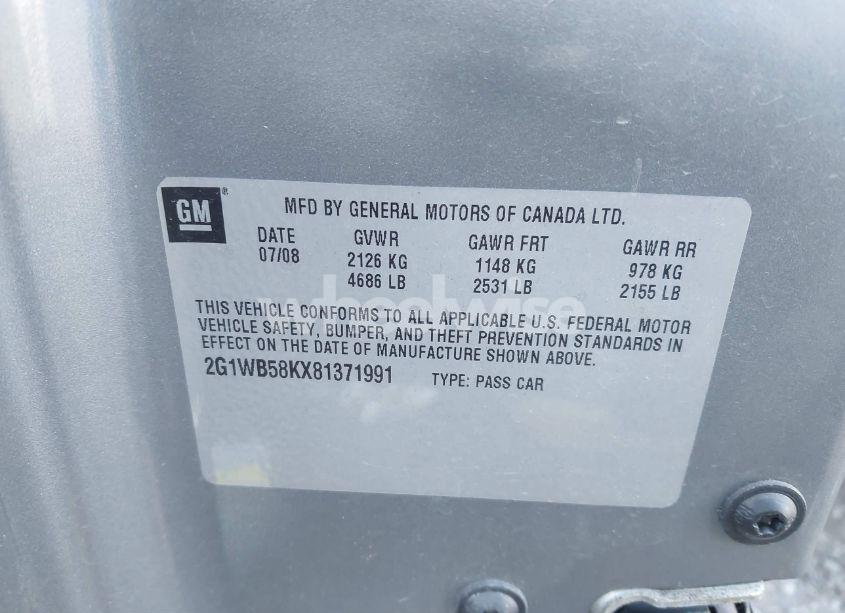 GM®
MFD BY GENERAL MOTORS OF CANADA LTD.
DATE GVWR GAWR FRT GAWR RR
07/08 2126 KG 1148 KG 978 KG
4686 LB 2531 LB 2155 LB
wheelwise
THIS VEHICLE CONFORMS TO ALL APPLICABLE U.S. FEDERAL MOTOR
VEHICLE SAFETY, BUMPER, AND THEFT PREVENTION STANDARDS IN
EFFECT ON THE DATE OF MANUFACTURE SHOWN ABOVE.
2G1WB58KX81371991 TYPE: PASS CAR